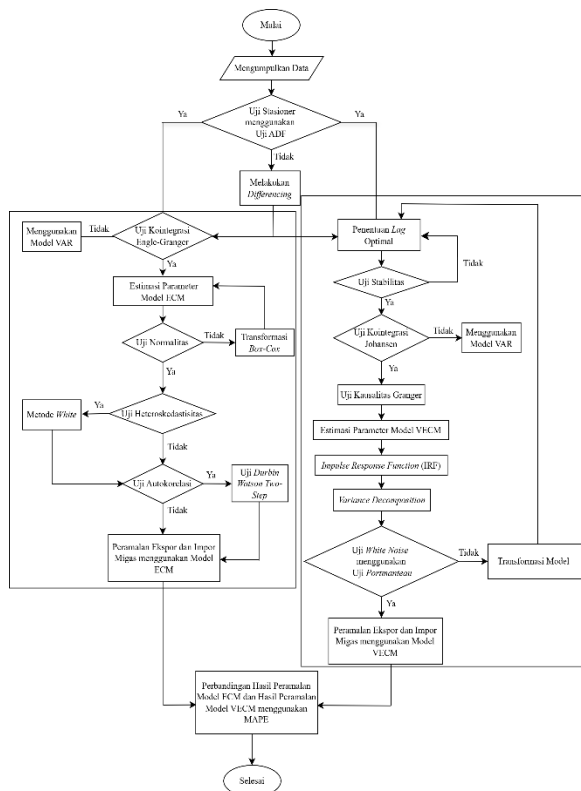 Mulai
Mengumpulkan Data
Ya
Uji Stasioner
menggunakan
Uji ADF
Ya
Tidak
Melakukan
Differencing
Menggunakan
Model VAR
Tidak
Uji Kointegrasi
Engle-Granger
Ya
Estimasi Parameter
Model ECM
Uji Normalitas
Tidak
Transformasi
Box-Cox
Ya
Metode White
Ya
Uji Heteroskedastisitas
Tidak
Uji Autokorelasi
Ya
Uji Durbin
Watson Two-
Step
Tidak
Peramalan Ekspor dan Impor
Migas menggunakan Model
ECM
Penentuan Lag
Optimal
Tidak
Uji Stabilitas
Ya
Uji Kointegrasi
Johansen
Tidak
Menggunakan
Model VAR
Ya
Uji Kausalitas Granger
Estimasi Parameter Model VECM
Impulse Response Function (IRF)
Variance Decomposition
Uji White Noise
menggunakan
Uji Portmanteau
Tidak
Transformasi Model
Ya
Peramalan Ekspor dan Impor
Migas menggunakan Model
VECM
Perbandingan Hasil Peramalan
Model ECM dan Hasil Peramalan
Model VECM menggunakan
MAPE
Selesai